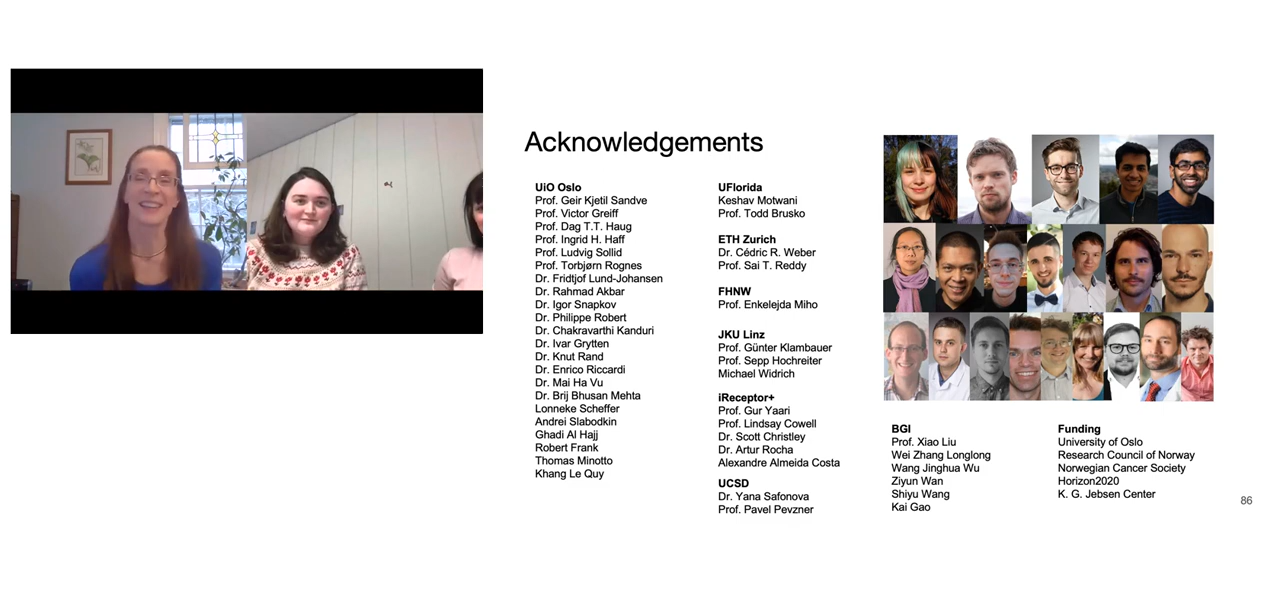 Acknowledgements
UiO Oslo
Prof. Geir Kjetil Sandve
Prof. Victor Greiff
Prof. Dag T.T. Haug
Prof. Ingrid H. Haff
Prof. Ludvig Sollid
Prof. Torbjørn Rognes
Dr. Fridtjof Lund-Johansen
Dr. Rahmad Akbar
Dr. Igor Snapkov
Dr. Philippe Robert
Dr. Chakravarthi Kanduri
Dr. Ivar Grytten
Dr. Knut Rand
Dr. Enrico Riccardi
Dr. Mai Ha Vu
Dr. Brij Bhusan Mehta
Lonneke Scheffer
Andrei Slabodkin
Ghadi Al Hajj
Robert Frank
Thomas Minotto
Khang Le Quy
UFlorida
Keshav Motwani
Prof. Todd Brusko
ETH Zurich
Dr. Cédric R. Weber
Prof. Sai T. Reddy
FHNW
Prof. Enkelejda Miho
JKU Linz
Prof. Günter Klambauer
Prof. Sepp Hochreiter
Michael Widrich
iReceptor+
Prof. Gur Yaari
Prof. Lindsay Cowell
Dr. Scott Christley
Dr. Artur Rocha
Alexandre Almeida Costa
UCSD
Dr. Yana Safonova
Prof. Pavel Pevzner
BGI
Prof. Xiao Liu
Wei Zhang Longlong
Wang Jinghua Wu
Ziyun Wan
Shiyu Wang
Kai Gao
Funding
University of Oslo
Research Council of Norway
Norwegian Cancer Society
Horizon2020
K. G. Jebsen Center
86